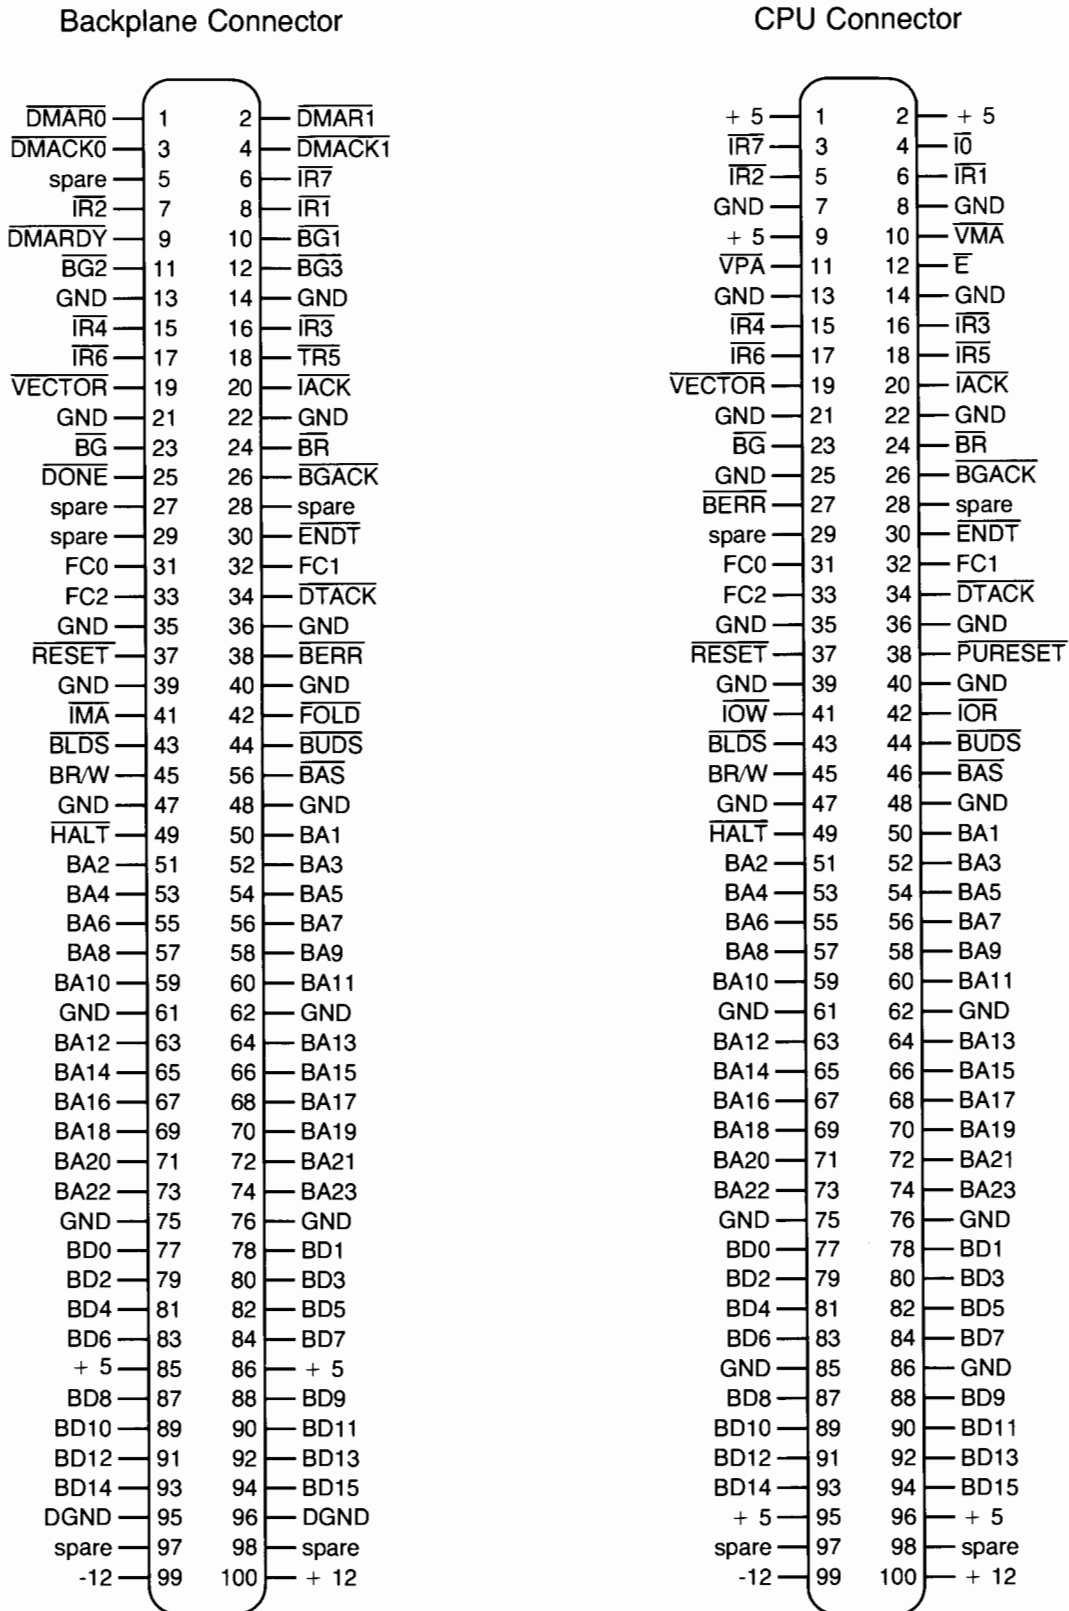 Backplane Connector
DMAR0 1 2 DMAR1
DMACK0 3 4 DMACK1
spare 5 6 IR7
IR2 7 8 IR1
DMARDY 9 10 BG1
BG2 11 12 BG3
GND 13 14 GND
IR4 15 16 IR3
IR6 17 18 TR5
VECTOR 19 20 IACK
GND 21 22 GND
BG 23 24 BR
DONE 25 26 BGACK
spare 27 28 spare
spare 29 30 ENDT
FC0 31 32 FC1
FC2 33 34 DTACK
GND 35 36 GND
RESET 37 38 BERR
GND 39 40 GND
IMA 41 42 FOLD
BLDS 43 44 BUDS
BR/W 45 56 BAS
GND 47 48 GND
HALT 49 50 BA1
BA2 51 52 BA3
BA4 53 54 BA5
BA6 55 56 BA7
BA8 57 58 BA9
BA10 59 60 BA11
GND 61 62 GND
BA12 63 64 BA13
BA14 65 66 BA15
BA16 67 68 BA17
BA18 69 70 BA19
BA20 71 72 BA21
BA22 73 74 BA23
GND 75 76 GND
BD0 77 78 BD1
BD2 79 80 BD3
BD4 81 82 BD5
BD6 83 84 BD7
+ 5 85 86 + 5
BD8 87 88 BD9
BD10 89 90 BD11
BD12 91 92 BD13
BD14 93 94 BD15
DGND 95 96 DGND
spare 97 98 spare
-12 99 100 + 12
CPU Connector
+ 5 1 2 + 5
IR7 3 4 I0
IR2 5 6 IR1
GND 7 8 GND
+ 5 9 10 VMA
VPA 11 12 E
GND 13 14 GND
IR4 15 16 IR3
IR6 17 18 IR5
VECTOR 19 20 IACK
GND 21 22 GND
BG 23 24 BR
GND 25 26 BGACK
BERR 27 28 spare
spare 29 30 ENDT
FC0 31 32 FC1
FC2 33 34 DTACK
GND 35 36 GND
RESET 37 38 PURESET
GND 39 40 GND
IOW 41 42 IOR
BLDS 43 44 BUDS
BR/W 45 46 BAS
GND 47 48 GND
HALT 49 50 BA1
BA2 51 52 BA3
BA4 53 54 BA5
BA6 55 56 BA7
BA8 57 58 BA9
BA10 59 60 BA11
GND 61 62 GND
BA12 63 64 BA13
BA14 65 66 BA15
BA16 67 68 BA17
BA18 69 70 BA19
BA20 71 72 BA21
BA22 73 74 BA23
GND 75 76 GND
BD0 77 78 BD1
BD2 79 80 BD3
BD4 81 82 BD5
BD6 83 84 BD7
GND 85 86 GND
BD8 87 88 BD9
BD10 89 90 BD11
BD12 91 92 BD13
BD14 93 94 BD15
+ 5 95 96 + 5
spare 97 98 spare
-12 99 100 + 12